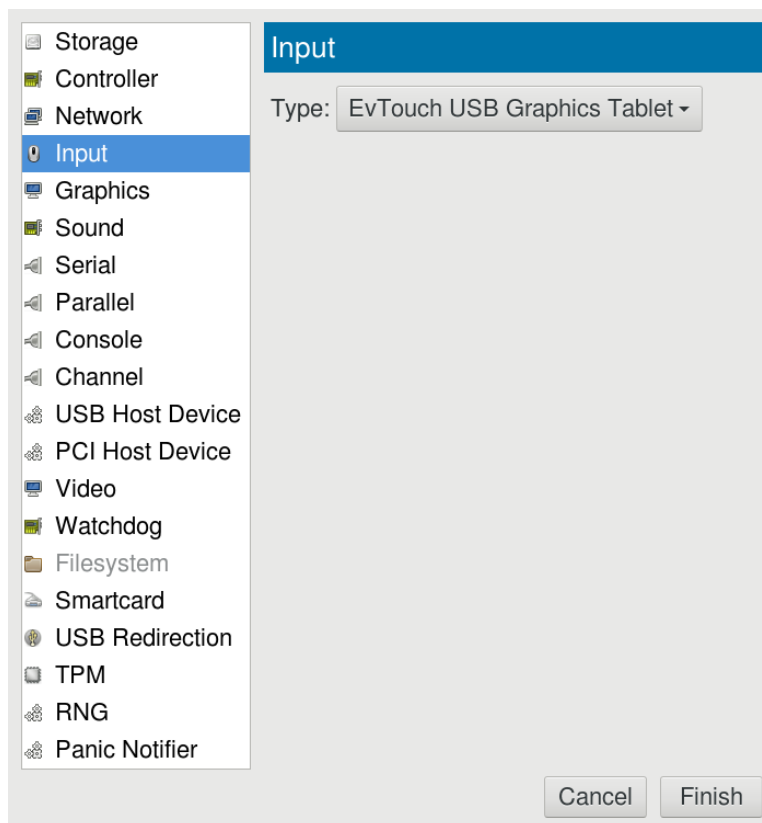 Storage
Controller
Network
Input
Graphics
Sound
Serial
Parallel
Console
Channel
USB Host Device
PCI Host Device
Video
Watchdog
Filesystem
Smartcard
USB Redirection
TPM
RNG
Panic Notifier
Input
Type: EvTouch USB Graphics Tablet
Cancel Finish